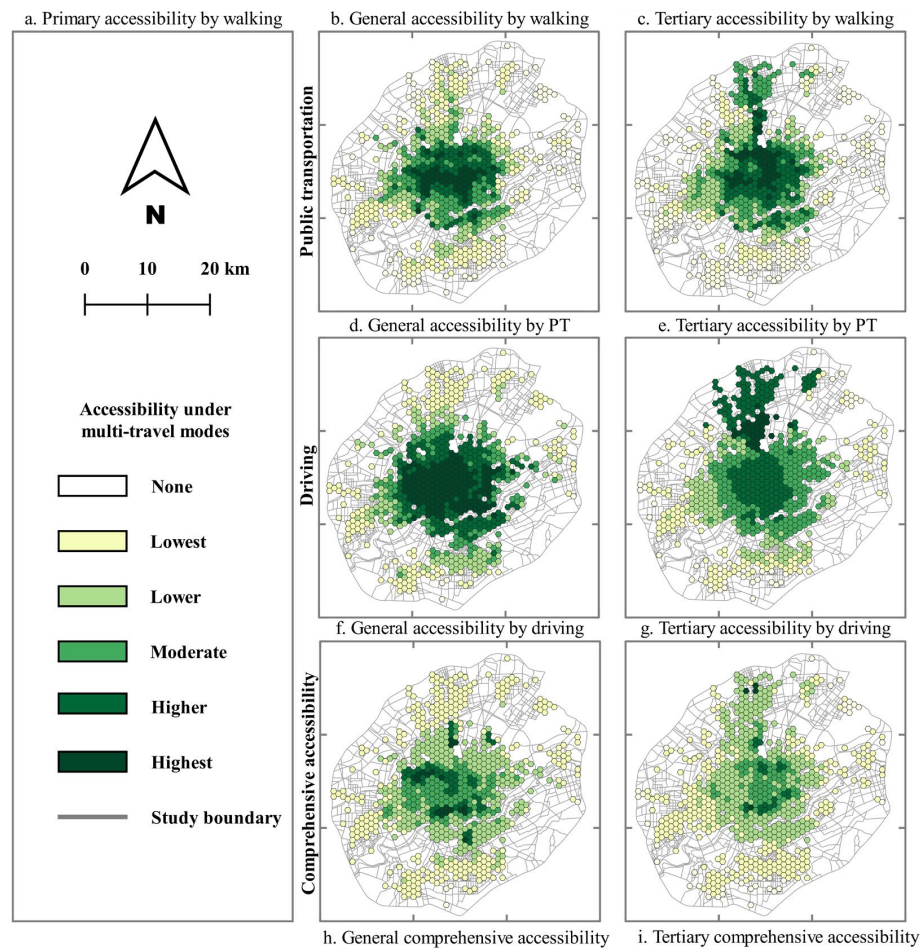 a. Primary accessibility by walking
b. General accessibility by walking
c. Tertiary accessibility by walking
N
0 10 20 km
Accessibility under
multi-travel modes
None
Lowest
Lower
Moderate
Higher
Highest
Study boundary
Public transportation
d. General accessibility by PT
e. Tertiary accessibility by PT
Driving
f. General accessibility by driving
g. Tertiary accessibility by driving
Comprehensive accessibility
h. General comprehensive accessibility
i. Tertiary comprehensive accessibility